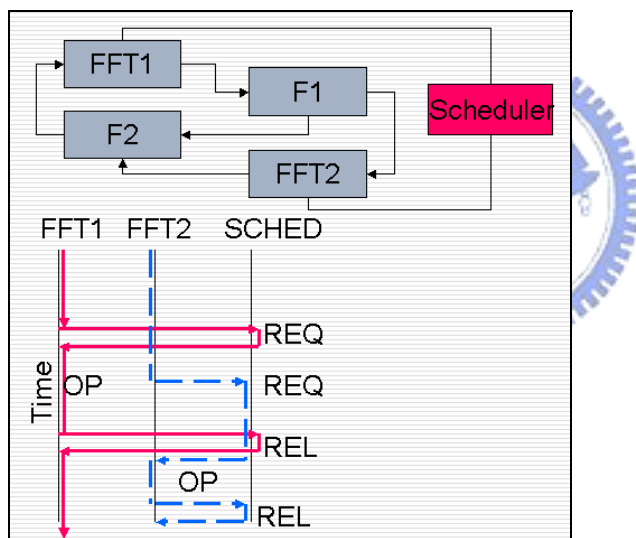 FFT1
F1
Scheduler
F2
FFT2
FFT1 FFT2 SCHED
REQ
Time
OP
REQ
REL
OP
REL